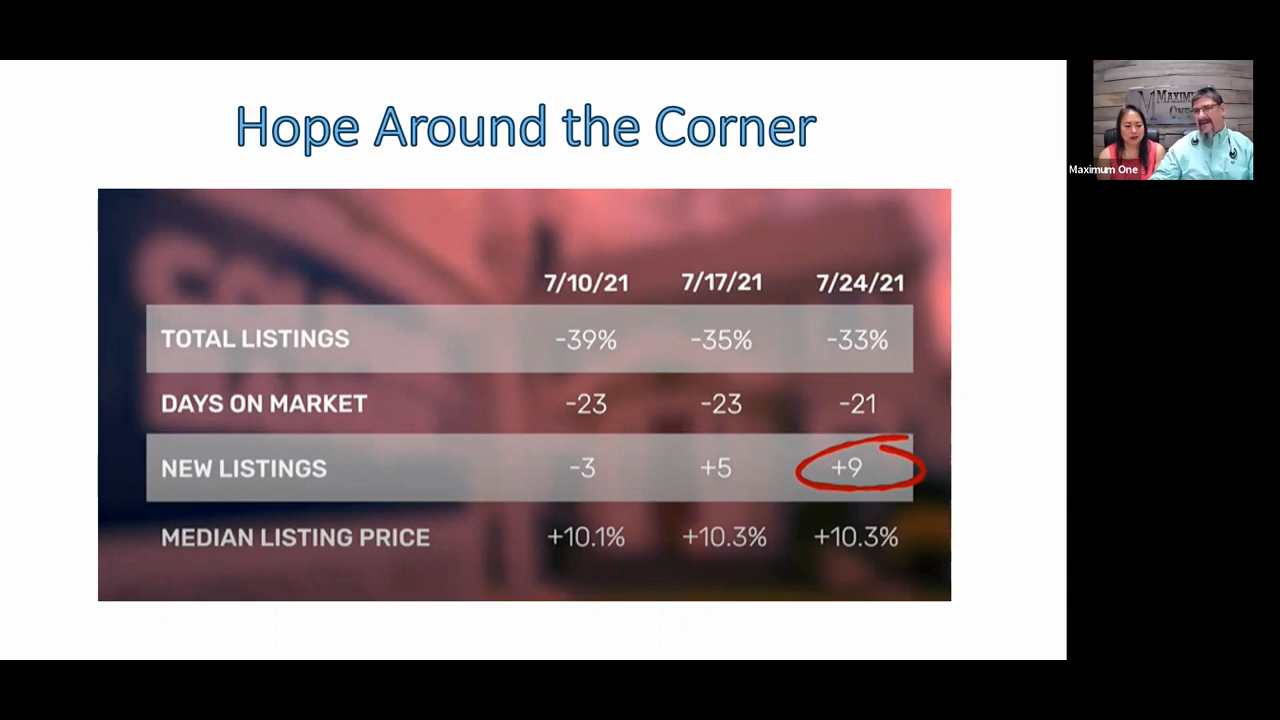 Hope Around the Corner
7/10/21 7/17/21 7/24/21
TOTAL LISTINGS -39% -35% -33%
DAYS ON MARKET -23 -23 -21
NEW LISTINGS -3 +5 +9
MEDIAN LISTING PRICE +10.1% +10.3% +10.3%
Maximum One